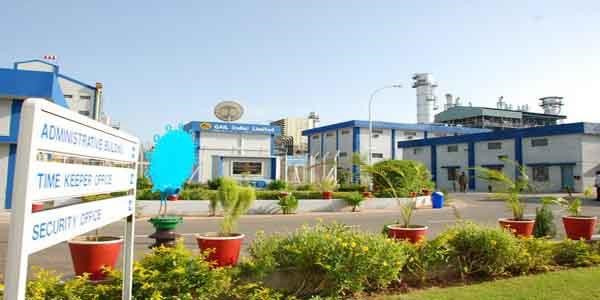 ADMINISTRATIVE BUILDING
TIME KEEPER OFFICE
SECURITY OFFICE
GAIL (India) Limited